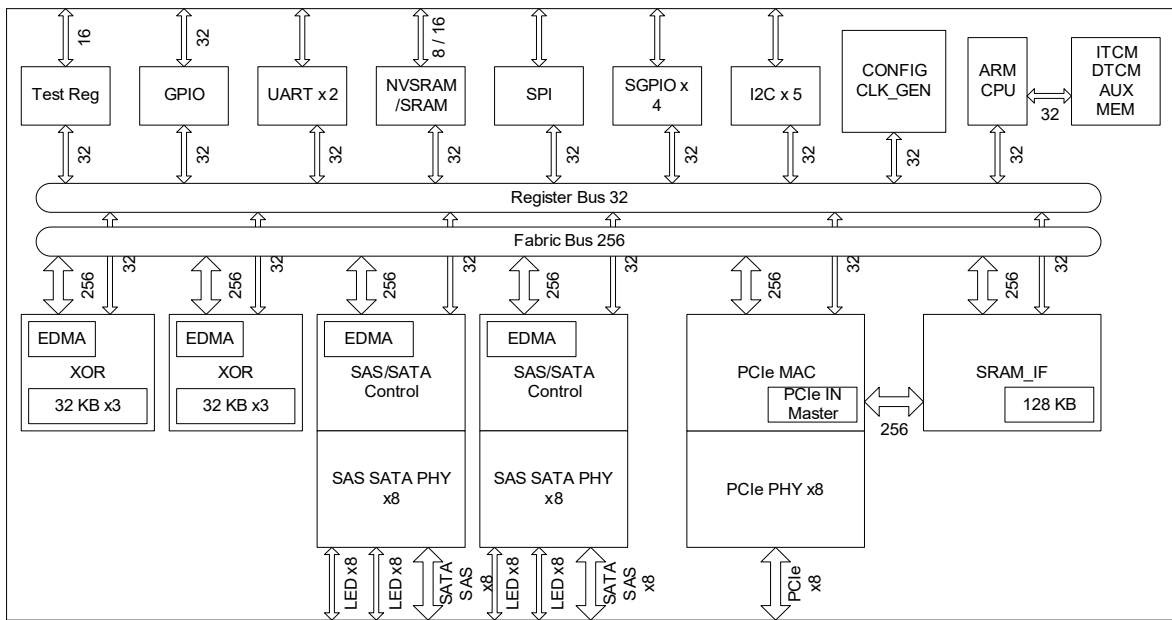 16
32
8 / 16
Test Reg
GPIO
UART x 2
NVSRAM
/SRAM
SPI
SGPIO x
4
I2C x 5
CONFIG
CLK_GEN
ARM
CPU
ITCM
DTCM
AUX
MEM
32
32
32
32
32
32
32
32
32
32
Register Bus 32
Fabric Bus 256
256
32
256
32
256
32
256
32
256
32
256
32
EDMA
XOR
32 KB x3
EDMA
XOR
32 KB x3
EDMA
SAS/SATA
Control
EDMA
SAS/SATA
Control
PCIe MAC
PCIe IN
Master
256
SRAM_IF
128 KB
SAS SATA PHY
x8
SAS SATA PHY
x8
PCIe PHY x8
LED x8
LED x8
SATA
SAS
x8
LED x8
LED x8
SATA
SAS
x8
PCIe
x8